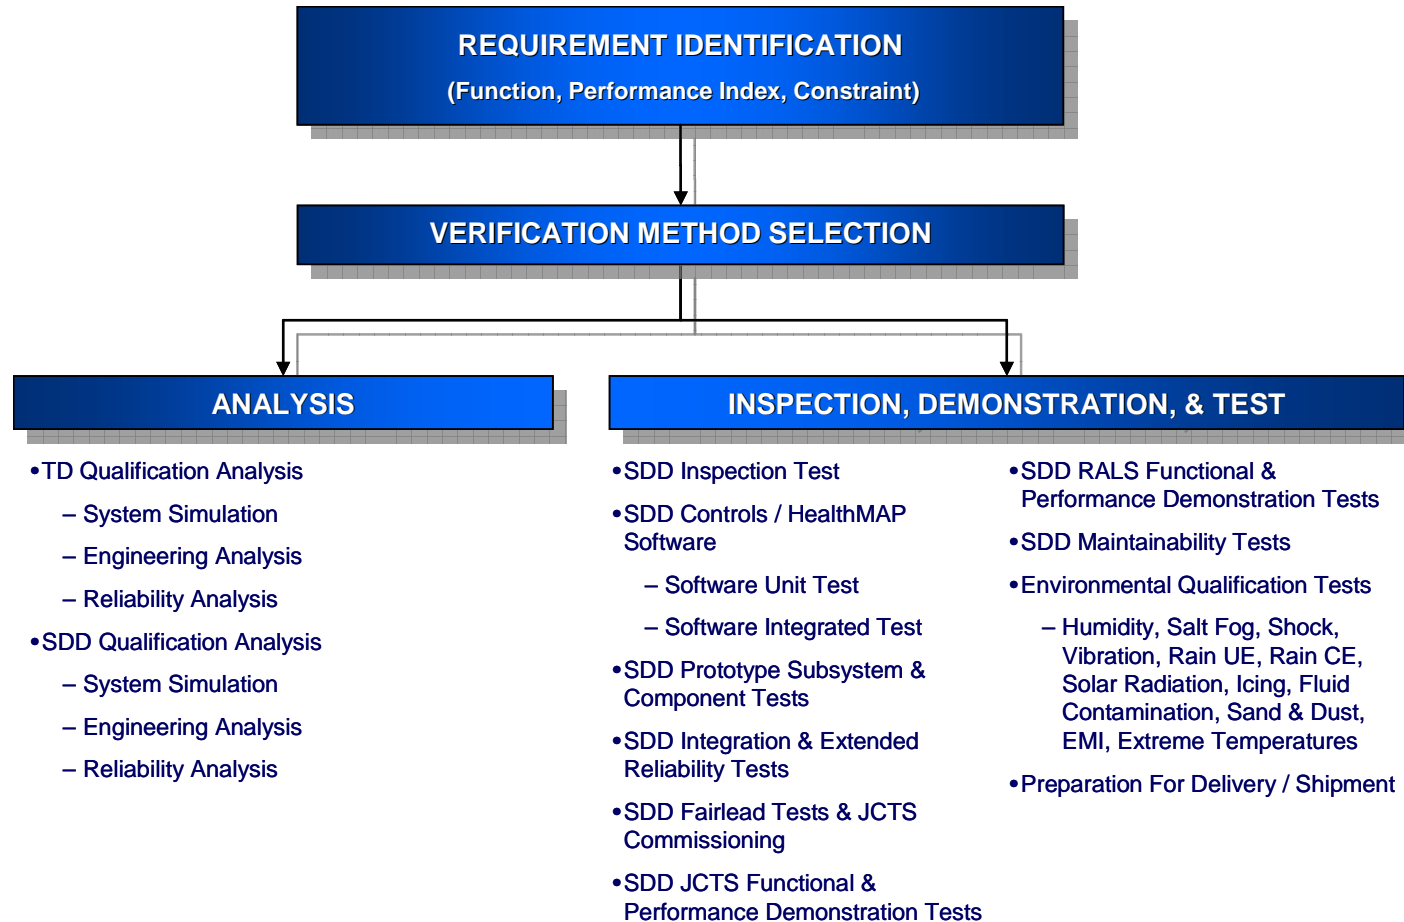 REQUIREMENT IDENTIFICATION
(Function, Performance Index, Constraint)
VERIFICATION METHOD SELECTION
ANALYSIS
•TD Qualification Analysis
– System Simulation
– Engineering Analysis
– Reliability Analysis
•SDD Qualification Analysis
– System Simulation
– Engineering Analysis
– Reliability Analysis
INSPECTION, DEMONSTRATION, & TEST
•SDD Inspection Test
•SDD Controls / HealthMAP
Software
– Software Unit Test
– Software Integrated Test
•SDD Prototype Subsystem &
Component Tests
•SDD Integration & Extended
Reliability Tests
•SDD Fairlead Tests & JCTS
Commissioning
•SDD JCTS Functional &
Performance Demonstration Tests
•SDD RALS Functional &
Performance Demonstration Tests
•SDD Maintainability Tests
•Environmental Qualification Tests
– Humidity, Salt Fog, Shock,
Vibration, Rain UE, Rain CE,
Solar Radiation, Icing, Fluid
Contamination, Sand & Dust,
EMI, Extreme Temperatures
•Preparation For Delivery / Shipment